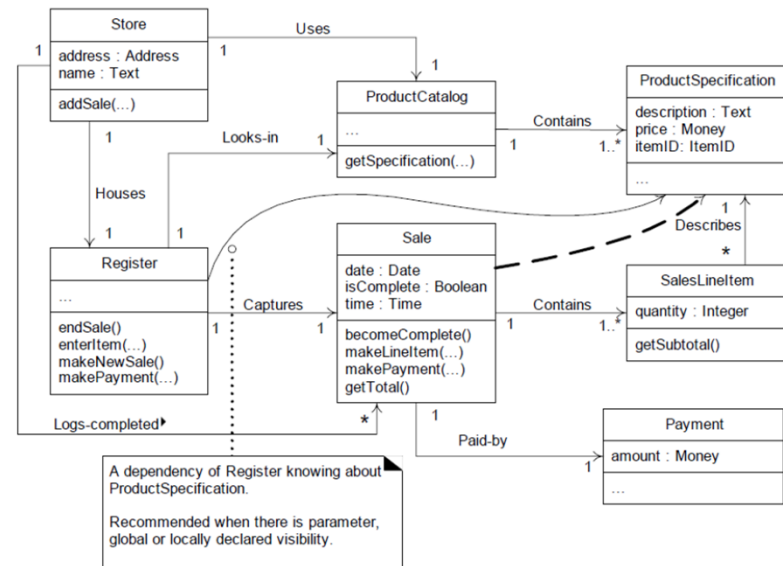 Store
address : Address
name : Text
addSale(...)
1
1
Uses
1
ProductCatalog
...
getSpecification(...)
ProductSpecification
description : Text
price : Money
itemID: ItemID
...
Contains
1
1..*
Looks-in
1
1
1
Houses
1
Register
...
endSale()
enterItem(...)
makeNewSale()
makePayment(...)
Captures
1
1
Sale
date : Date
isComplete : Boolean
time : Time
becomeComplete()
makeLineItem(...)
makePayment(...)
getTotal()
1
Describes
*
SalesLineItem
quantity : Integer
getSubtotal()
Contains
1
1..*
Logs-completed
*
1
Paid-by
1
Payment
amount : Money
...
A dependency of Register knowing about
ProductSpecification.
Recommended when there is parameter,
global or locally declared visibility.